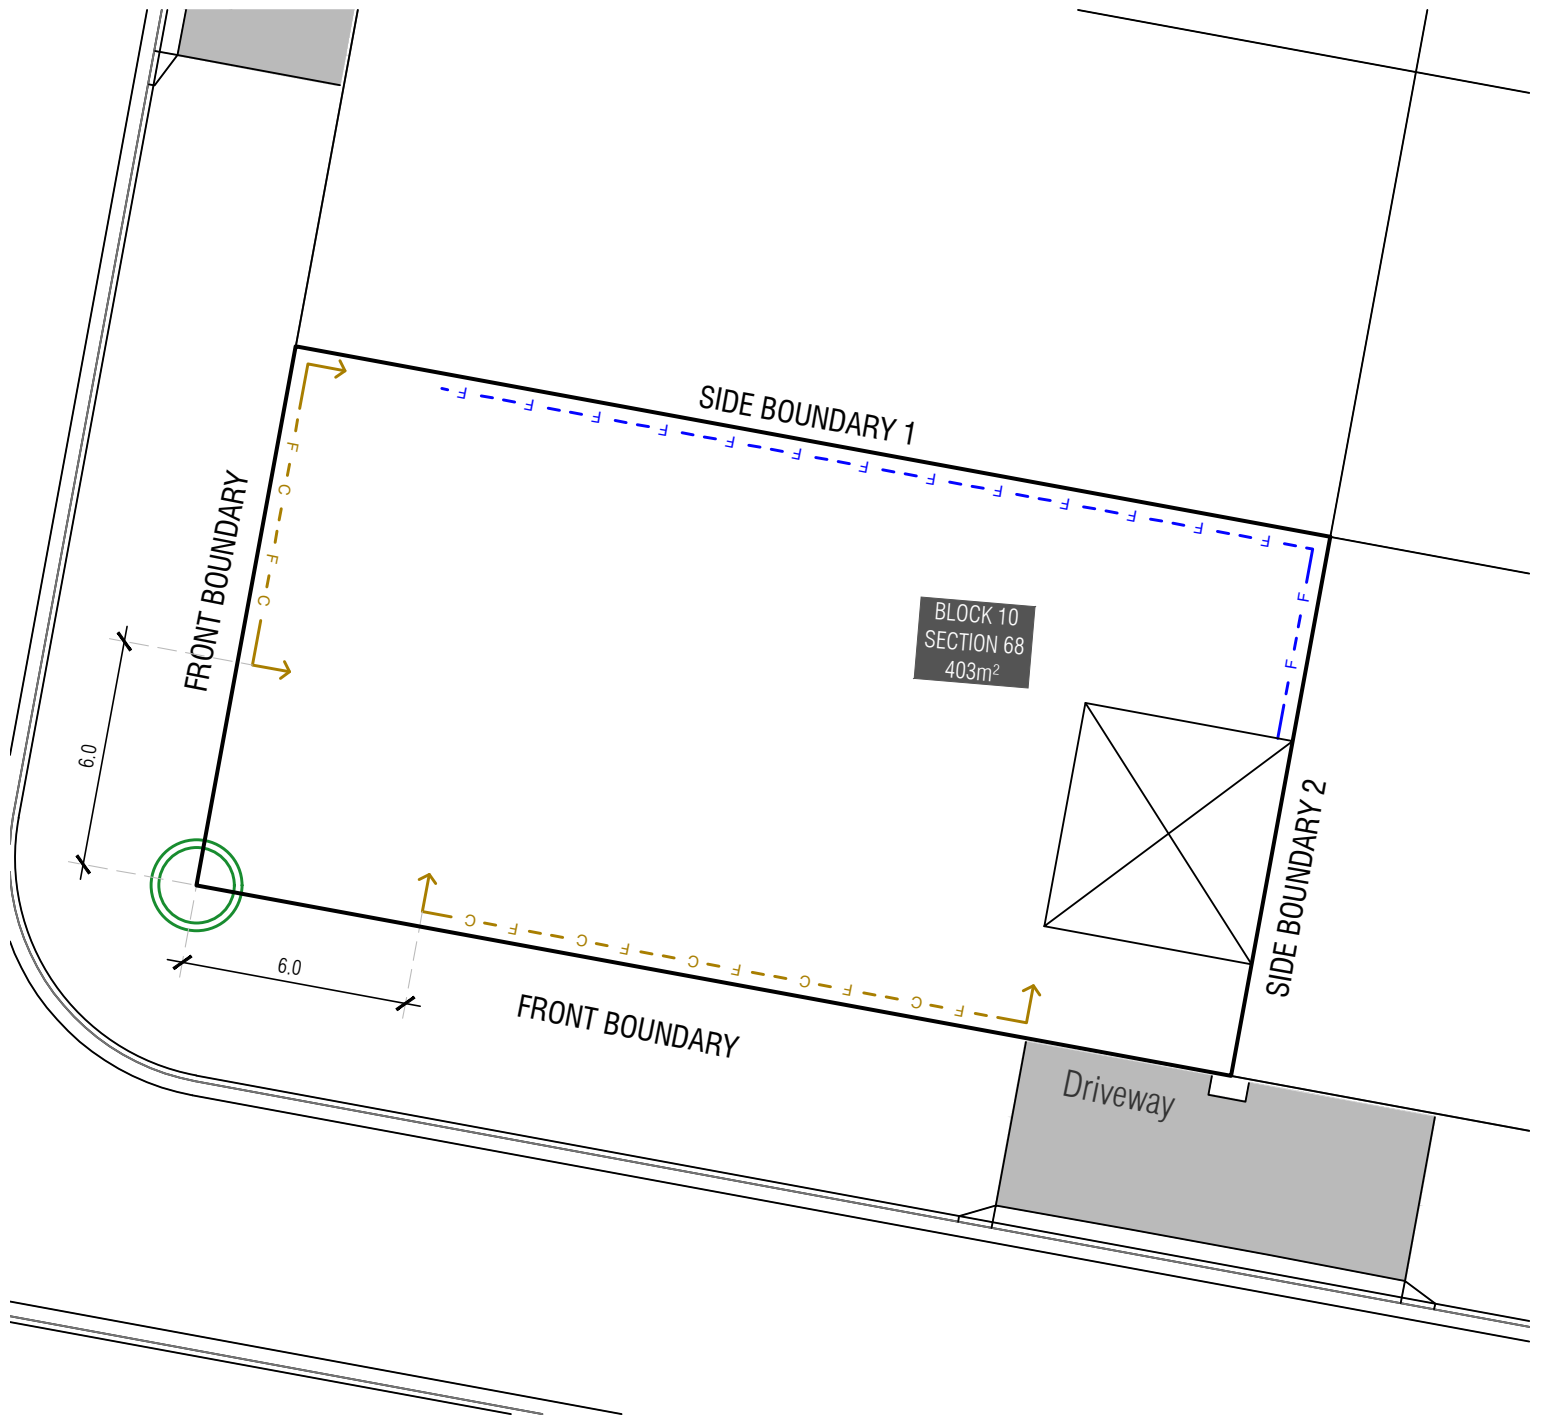 SIDE BOUNDARY 1
F F F F F F F F F F F F F
F
F
F
C
F
C
FRONT BOUNDARY
BLOCK 10
SECTION 68
403m²
6.0
SIDE BOUNDARY 2
C F C F C F C F C F
6.0
FRONT BOUNDARY
Driveway